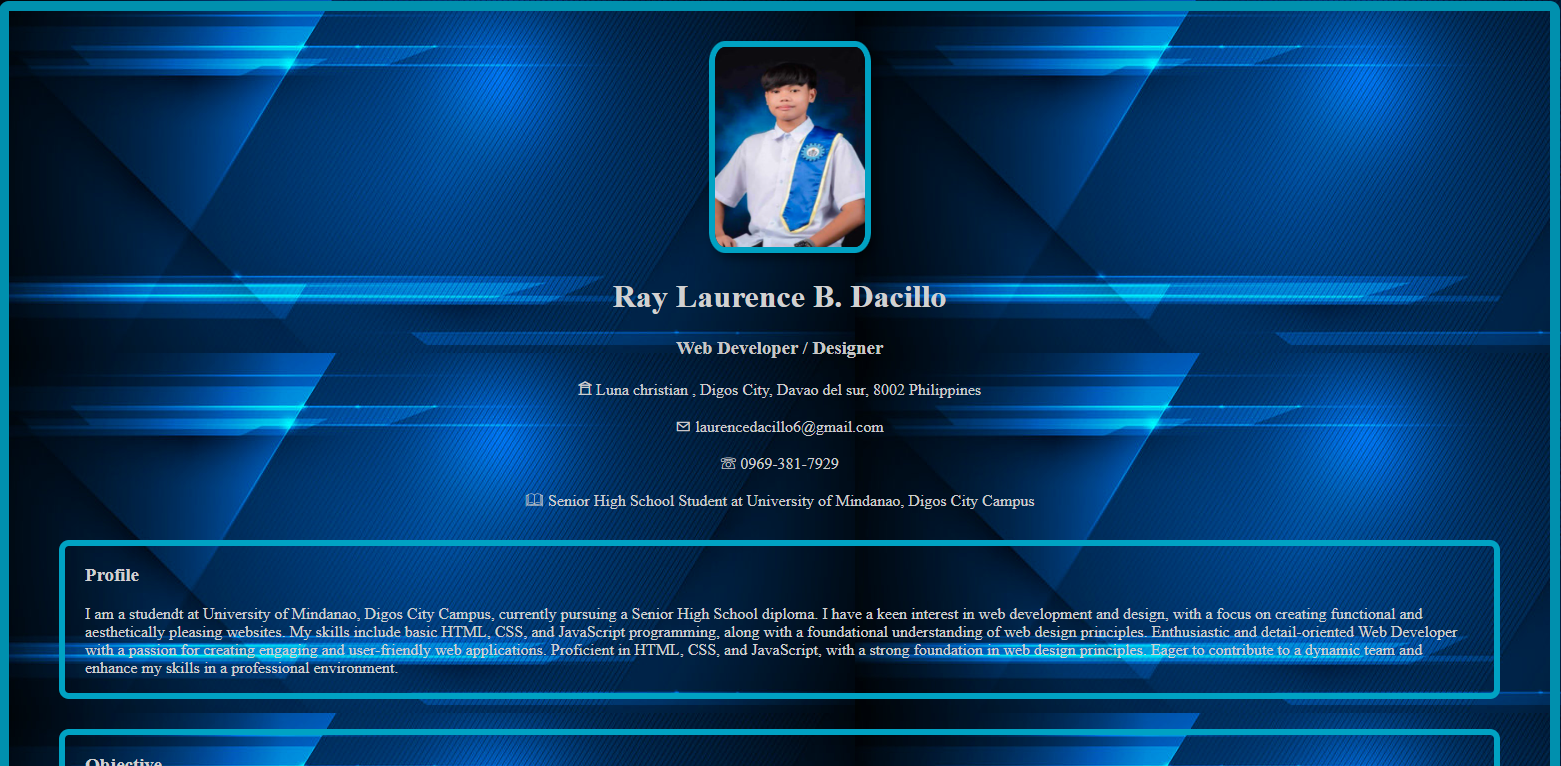 Ray Laurence B. Dacillo
Web Developer / Designer
Luna christian , Digos City, Davao del sur, 8002 Philippines
laurencedacillo6@gmail.com
0969-381-7929
Senior High School Student at University of Mindanao, Digos City Campus
Profile
I am a studendt at University of Mindanao, Digos City Campus, currently pursuing a Senior High School diploma. I have a keen interest in web development and design, with a focus on creating functional and
aesthetically pleasing websites. My skills include basic HTML, CSS, and JavaScript programming, along with a foundational understanding of web design principles. Enthusiastic and detail-oriented Web Developer
with a passion for creating engaging and user-friendly web applications. Proficient in HTML, CSS, and JavaScript, with a strong foundation in web design principles. Eager to contribute to a dynamic team and
enhance my skills in a professional environment.
Objective